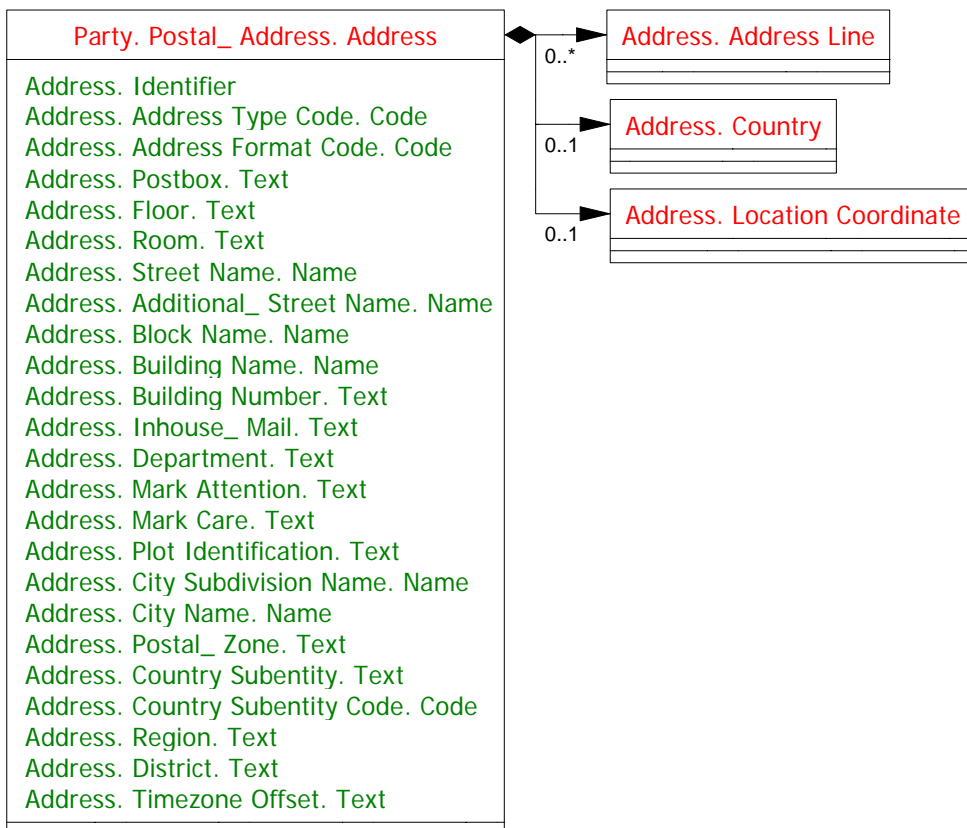 Party. Postal_ Address. Address
Address. Identifier
Address. Address Type Code. Code
Address. Address Format Code. Code
Address. Postbox. Text
Address. Floor. Text
Address. Room. Text
Address. Street Name. Name
Address. Additional_ Street Name. Name
Address. Block Name. Name
Address. Building Name. Name
Address. Building Number. Text
Address. Inhouse_ Mail. Text
Address. Department. Text
Address. Mark Attention. Text
Address. Mark Care. Text
Address. Plot Identification. Text
Address. City Subdivision Name. Name
Address. City Name. Name
Address. Postal_ Zone. Text
Address. Country Subentity. Text
Address. Country Subentity Code. Code
Address. Region. Text
Address. District. Text
Address. Timezone Offset. Text
0..*
Address. Address Line
0..1
Address. Country
0..1
Address. Location Coordinate